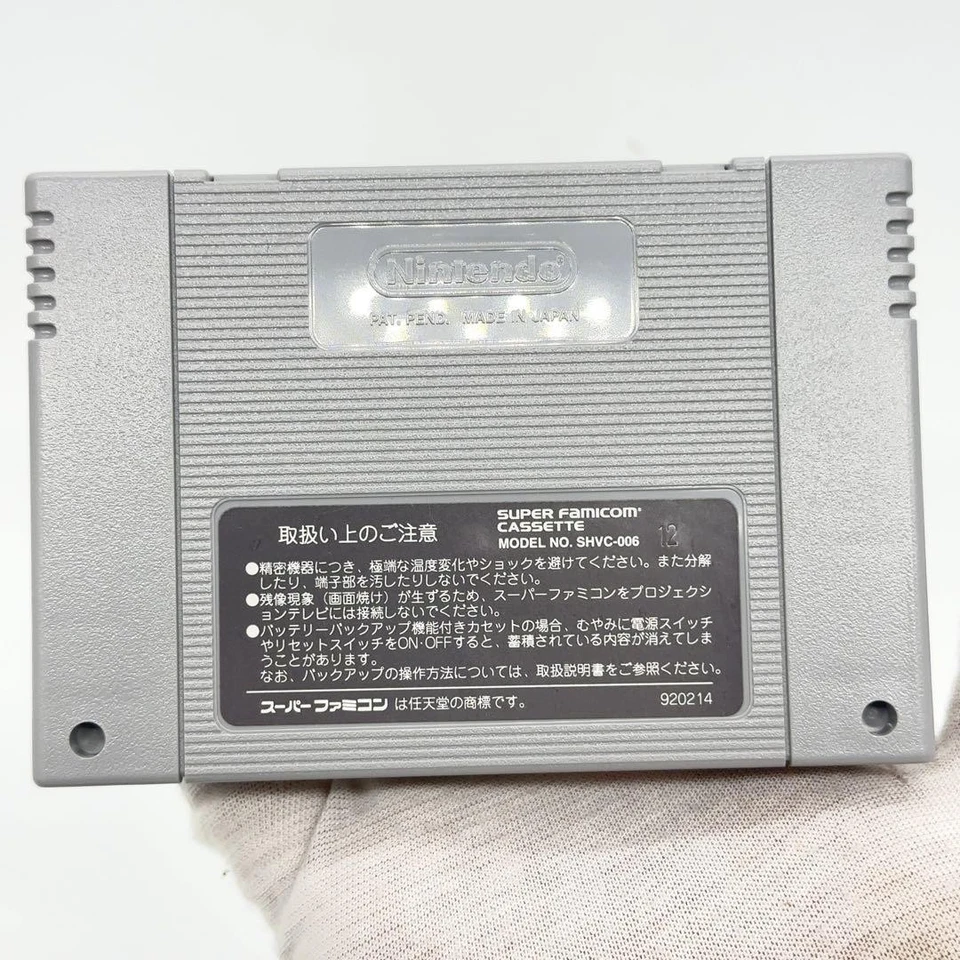 Nintendo®
PAT. PEND. MADE IN JAPAN
取扱い上のご注意
SUPER FAMICOM®
CASSETTE
MODEL NO. SHVC-006
12
●精密機器につき、極端な温度変化やショックを避けてください。また分解
したり、端子部を汚したりしないでください。
●残像現象（画面焼け）が生ずるため、スーパーファミコンをプロジェクシ
ョンテレビには接続しないでください。
●バッテリーバックアップ機能付きカセットの場合、むやみに電源スイッチ
やリセットスイッチをON·OFFすると、蓄積されている内容が消えてしま
うことがあります。
なお、バックアップの操作方法については、取扱説明書をご参照ください。
スーパーファミコン は任天堂の商標です。
920214